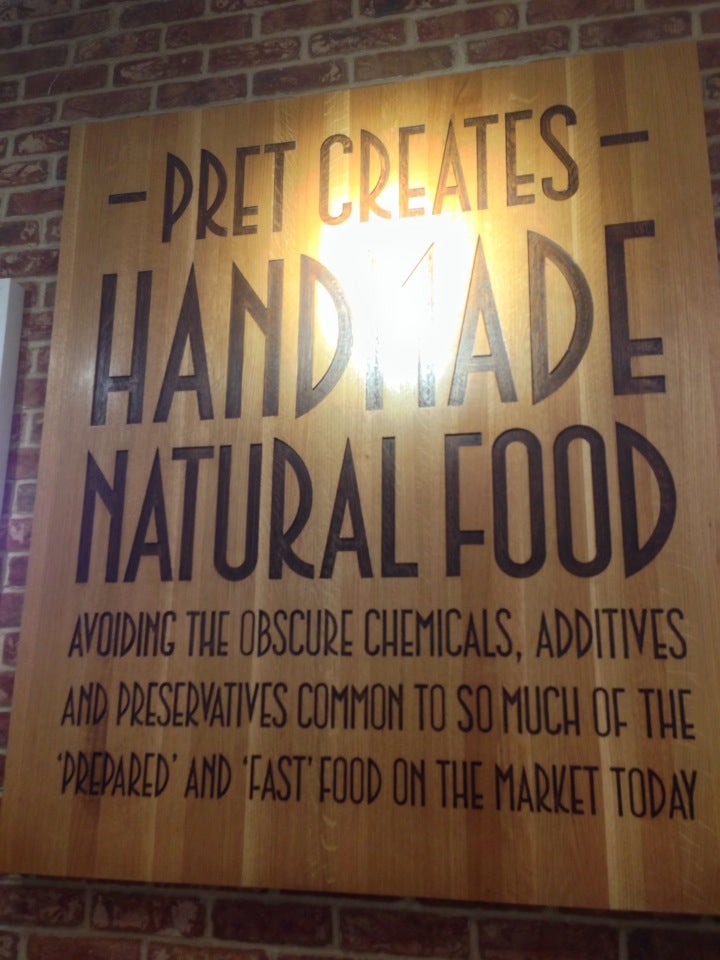 - PRET CREATES -
HANDMADE
NATURAL FOOD
AVOIDING THE OBSCURE CHEMICALS, ADDITIVES
AND PRESERVATIVES COMMON TO SO MUCH OF THE
'PREPARED' AND 'FAST' FOOD ON THE MARKET TODAY